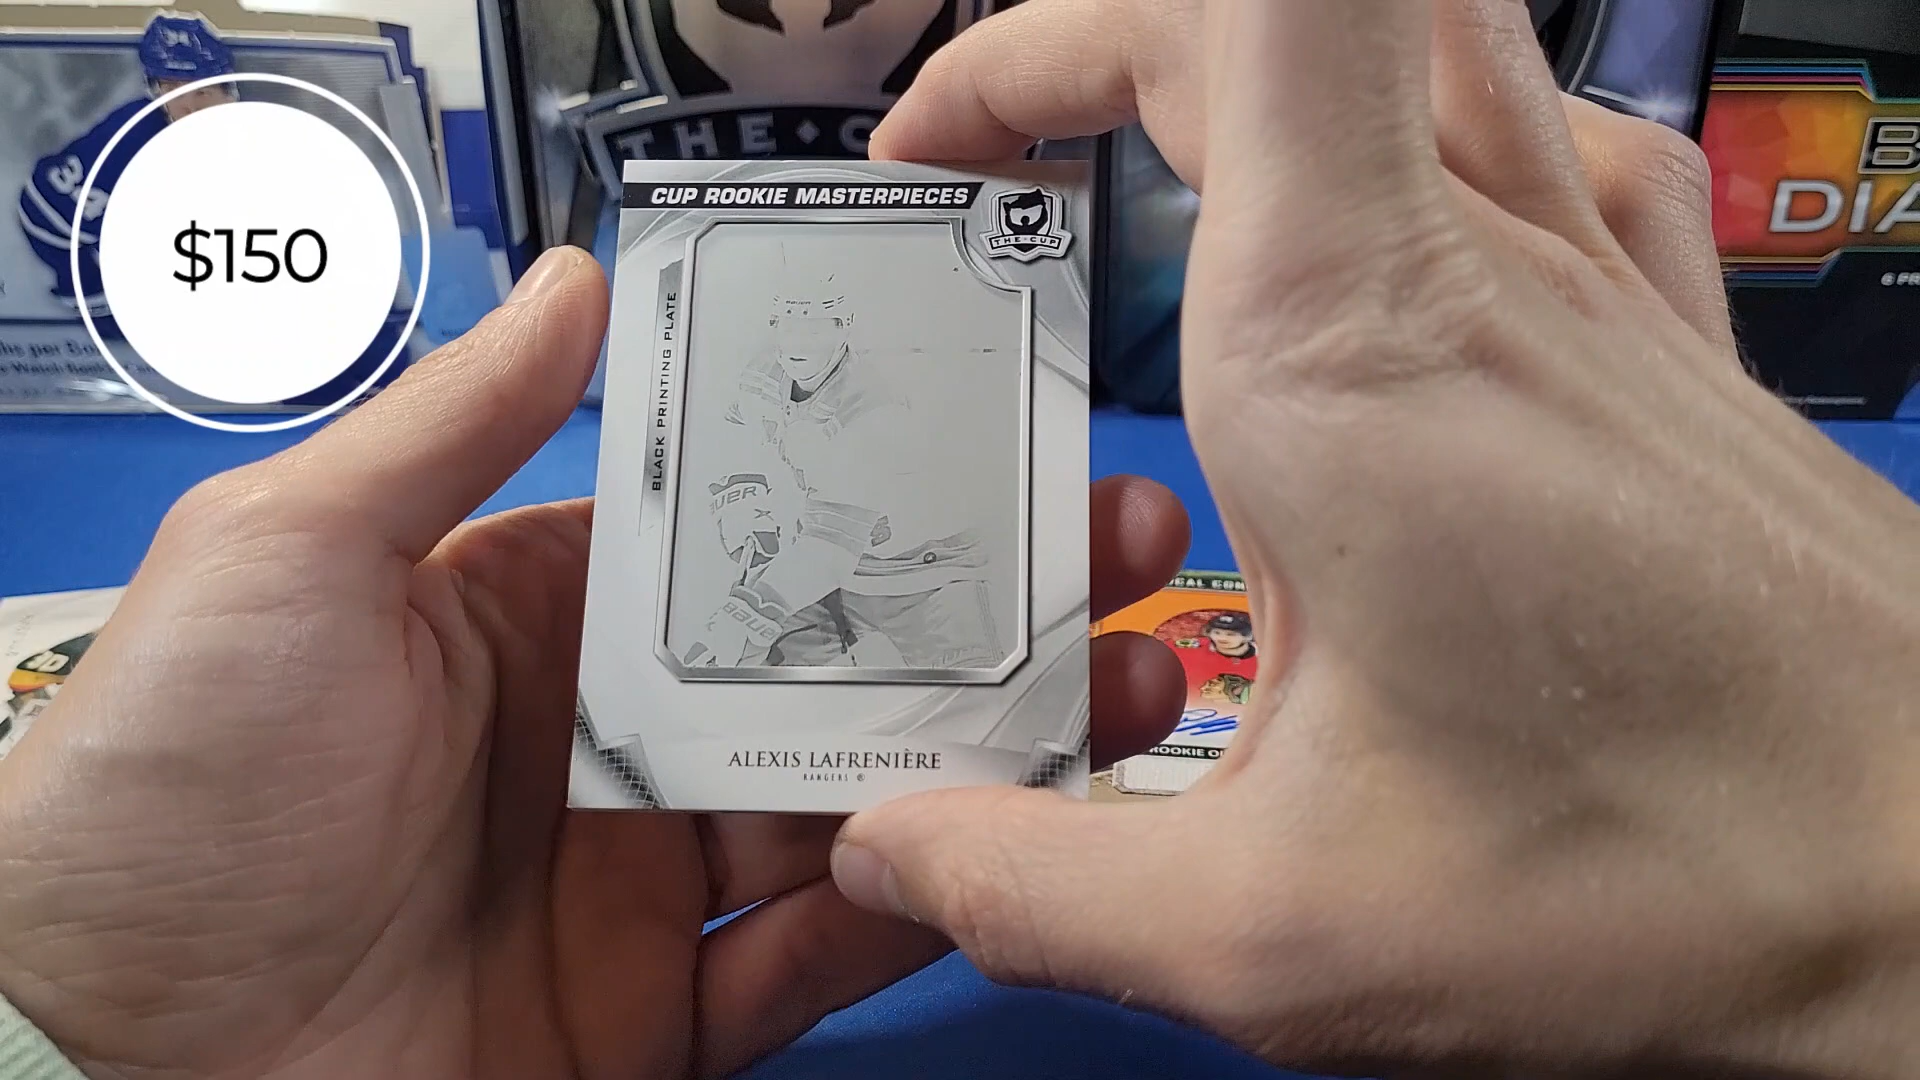 $150
THE
CUP ROOKIE MASTERPIECES
THE CUP
BLACK PRINTING PLATE
BAUER
ALEXIS LAFRENIÈRE
RANGERS ®
DIA
ROOKIE